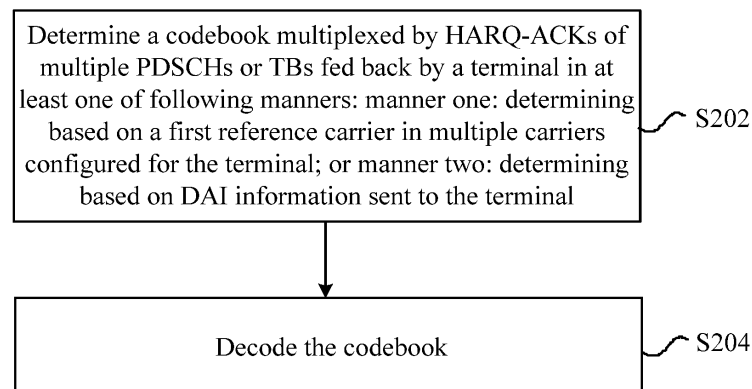 Determine a codebook multiplexed by HARQ-ACKs of
multiple PDSCHs or TBs fed back by a terminal in at
least one of following manners: manner one: determining
based on a first reference carrier in multiple carriers
configured for the terminal; or manner two: determining
based on DAI information sent to the terminal
S202
Decode the codebook
S204